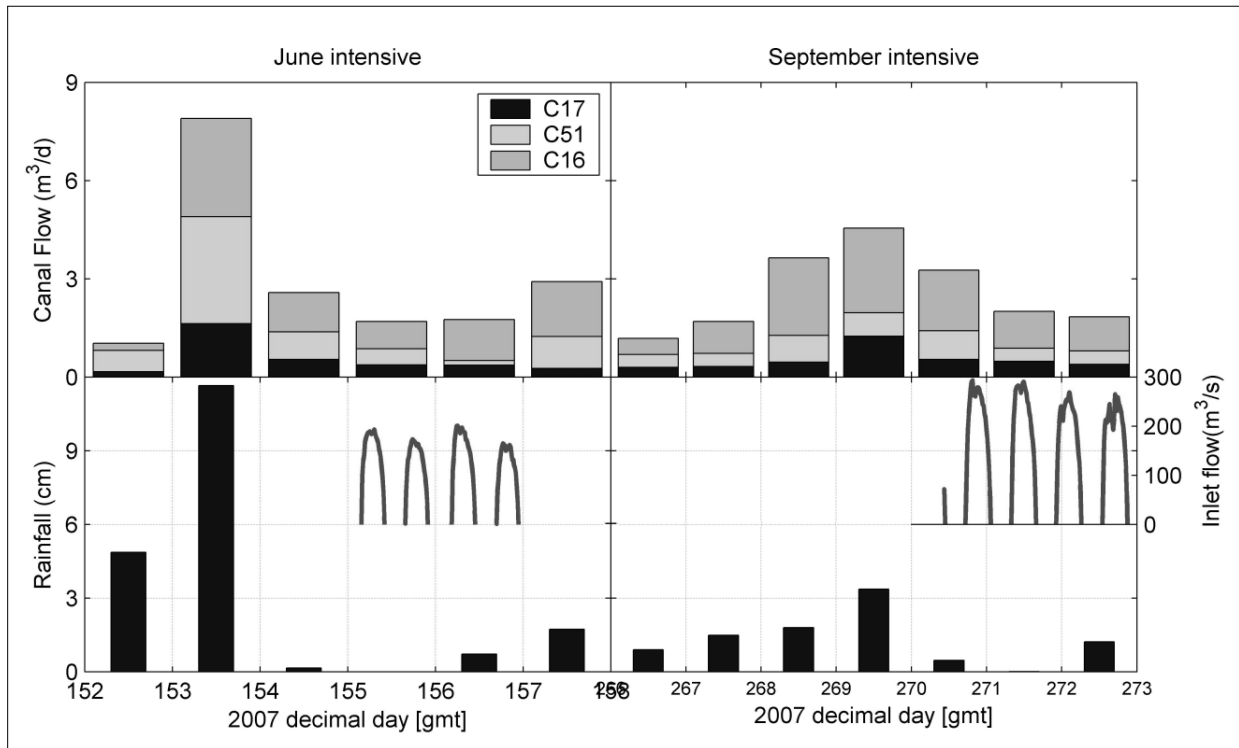 June intensive
September intensive
9
6
3
0
Canal Flow (m³/d)
C17
C51
C16
9
6
3
0
Rainfall (cm)
300
200
100
0
Inlet flow(m³/s)
152 153 154 155 156 157 158
266 267 268 269 270 271 272 273
2007 decimal day [gmt]
2007 decimal day [gmt]